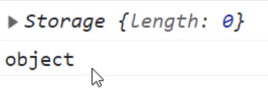 ▶ Storage {length: 0}
object